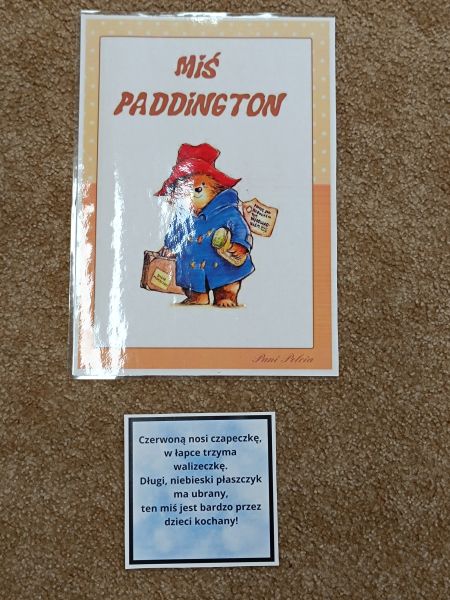 Miś
PADDINGTON
Pani Polcia
Czerwoną nosi czapeczkę,
w łapce trzyma
walizeczkę.
Długi, niebieski płaszczyk
ma ubrany,
ten miś jest bardzo przez
dzieci kochany!